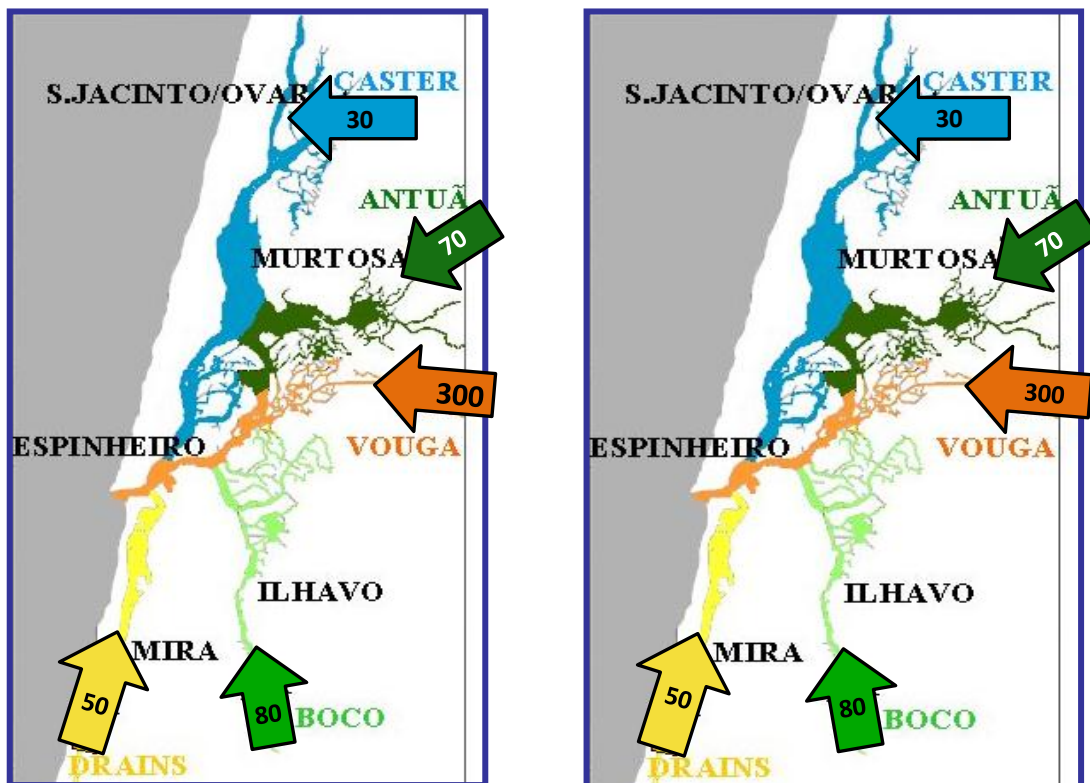 CASTER
S.JACINTO/OVAR
30
ANTUÃ
70
MURTOSA
300
ESPINHEIRO
VOUGA
ILHAVO
MIRA
50
80
BOCO
DRAINS
CASTER
S.JACINTO/OVAR
30
ANTUÃ
70
MURTOSA
300
ESPINHEIRO
VOUGA
ILHAVO
MIRA
50
80
BOCO
DRAINS